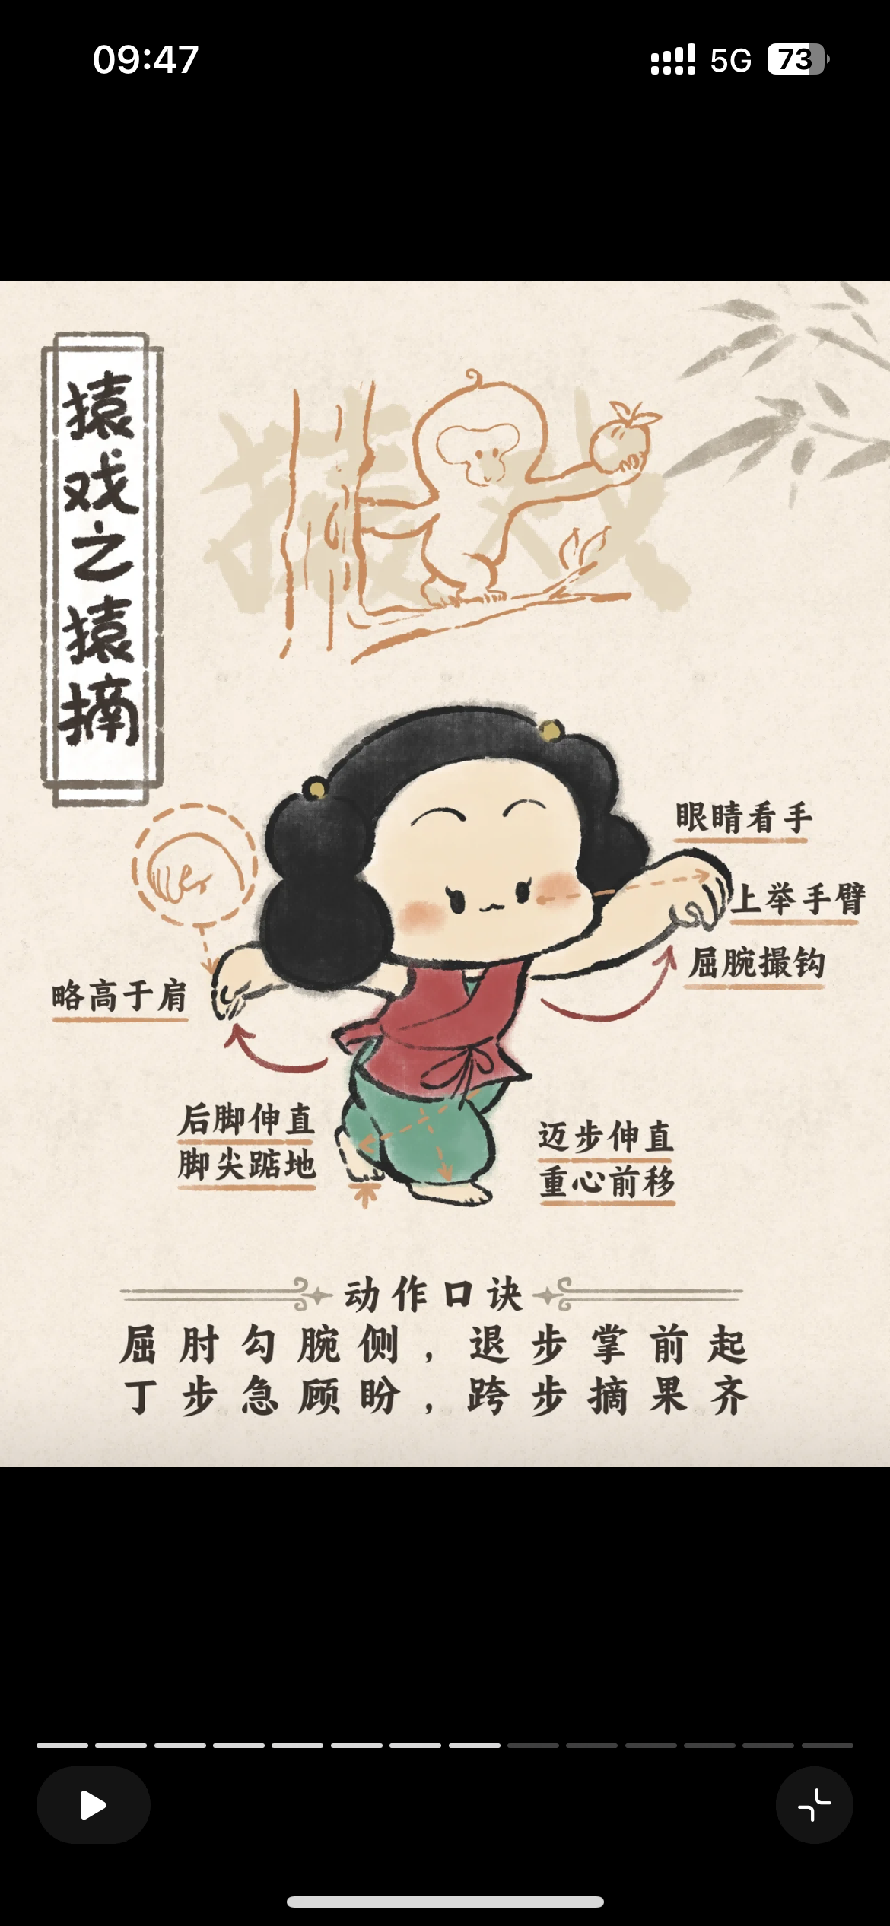 09:47
5G
73
猿戏之猿摘
猿戏
眼睛看手
上举手臂
屈腕撮钩
略高于肩
后脚伸直
脚尖踮地
迈步伸直
重心前移
动作口诀
屈肘勾腕侧，退步掌前起
丁步急顾盼，跨步摘果齐